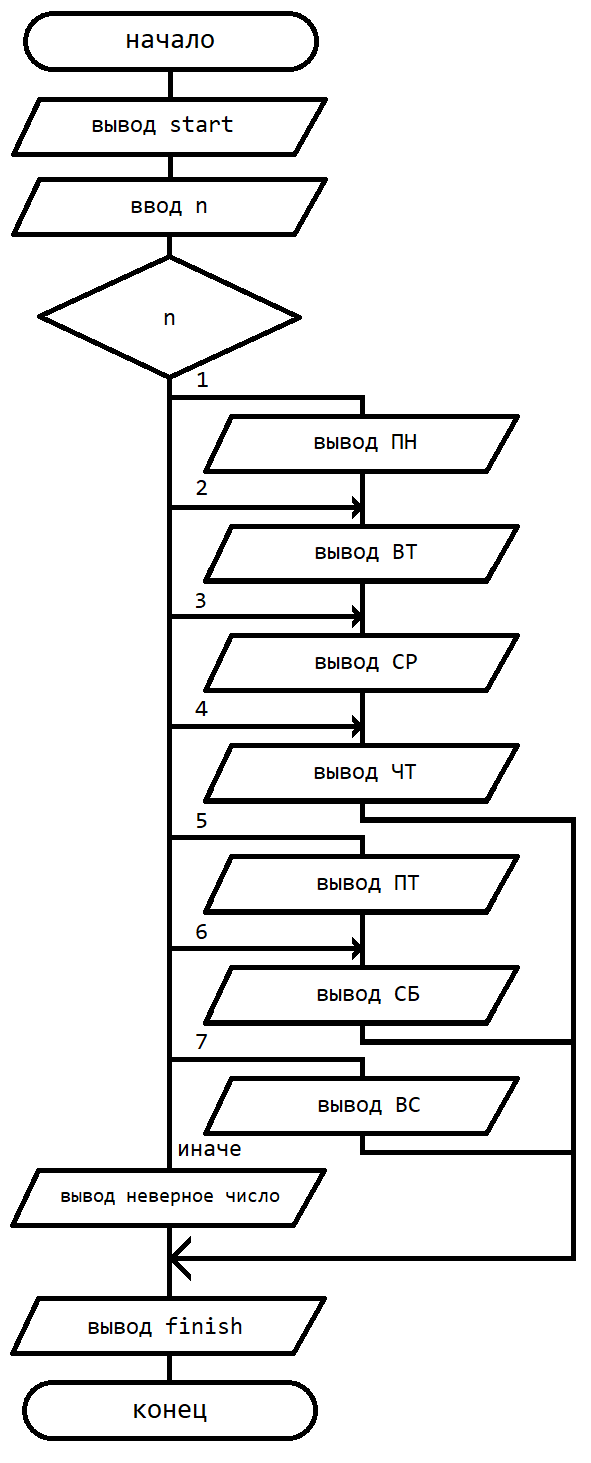 начало
вывод start
ввод n
n
1
вывод ПН
2
вывод ВТ
3
вывод СР
4
вывод ЧТ
5
вывод ПТ
6
вывод СБ
7
вывод ВС
иначе
вывод неверное число
вывод finish
конец